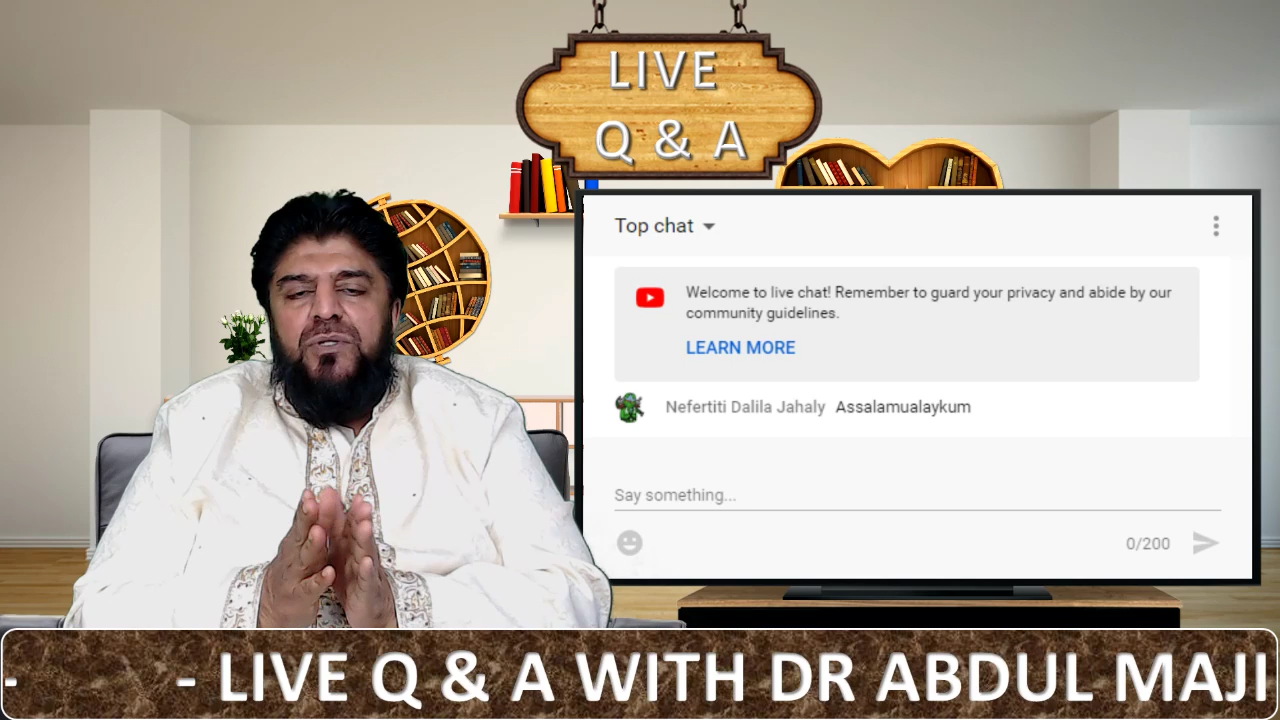 LIVE
Q & A
Top chat
Welcome to live chat! Remember to guard your privacy and abide by our
community guidelines.
LEARN MORE
Nefertiti Dalila Jahaly Assalamualaykum
Say something...
0/200
- - LIVE Q & A WITH DR ABDUL MAJI